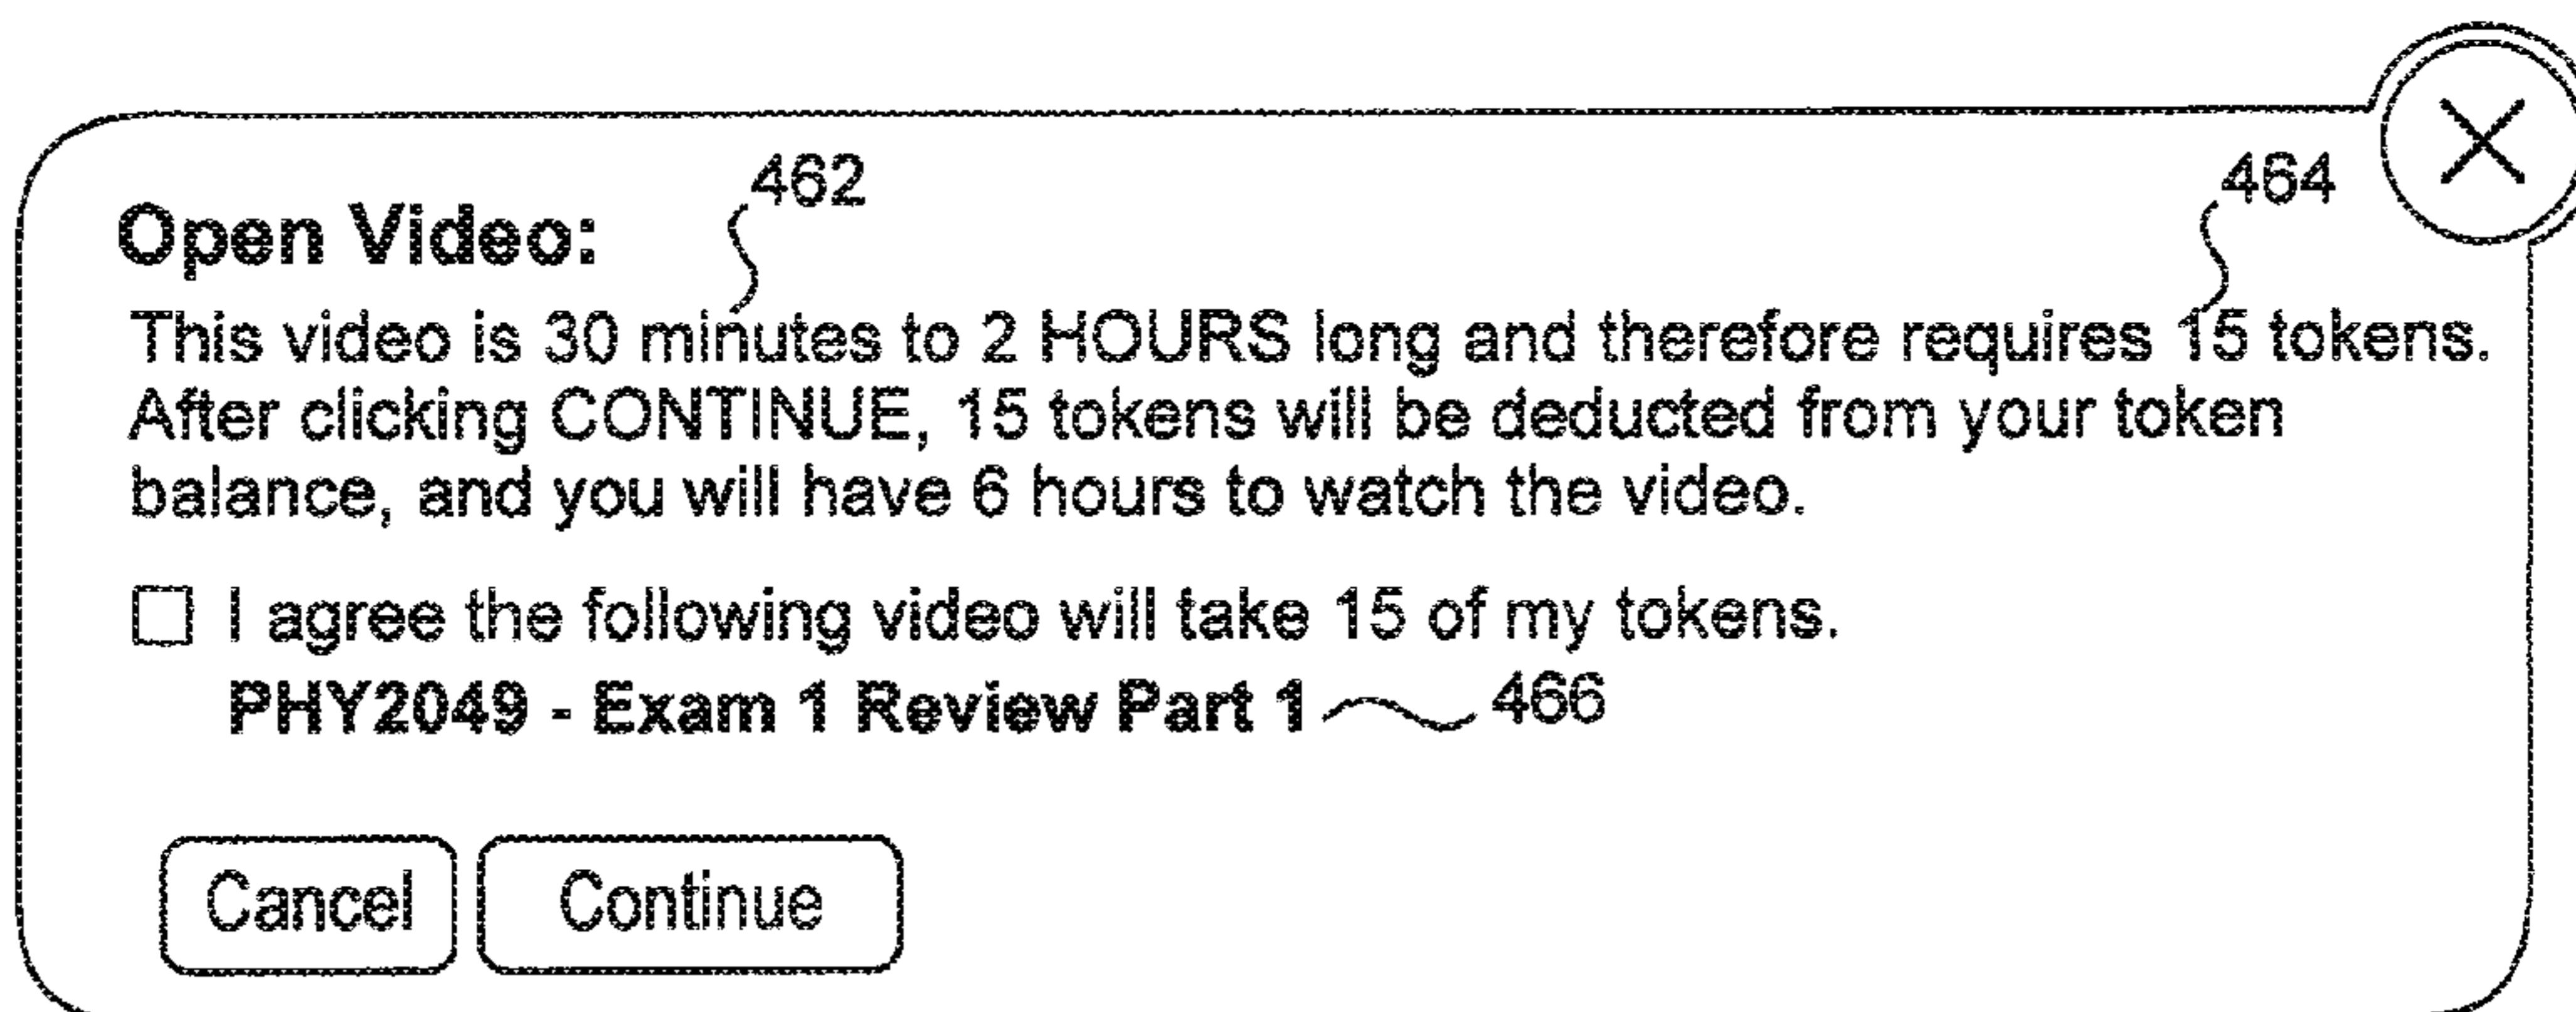 462
464
Open Video:
This video is 30 minutes to 2 HOURS long and therefore requires 15 tokens.
After clicking CONTINUE, 15 tokens will be deducted from your token
balance, and you will have 6 hours to watch the video.
I agree the following video will take 15 of my tokens.
PHY2049 - Exam 1 Review Part 1 466
Cancel Continue